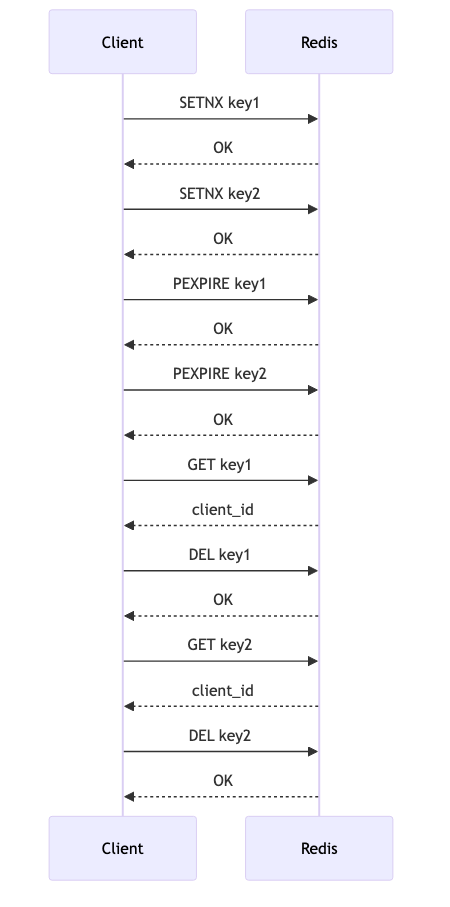 Client
Redis
SETNX key1
OK
SETNX key2
OK
PEXPIRE key1
OK
PEXPIRE key2
OK
GET key1
client_id
DEL key1
OK
GET key2
client_id
DEL key2
OK
Client
Redis